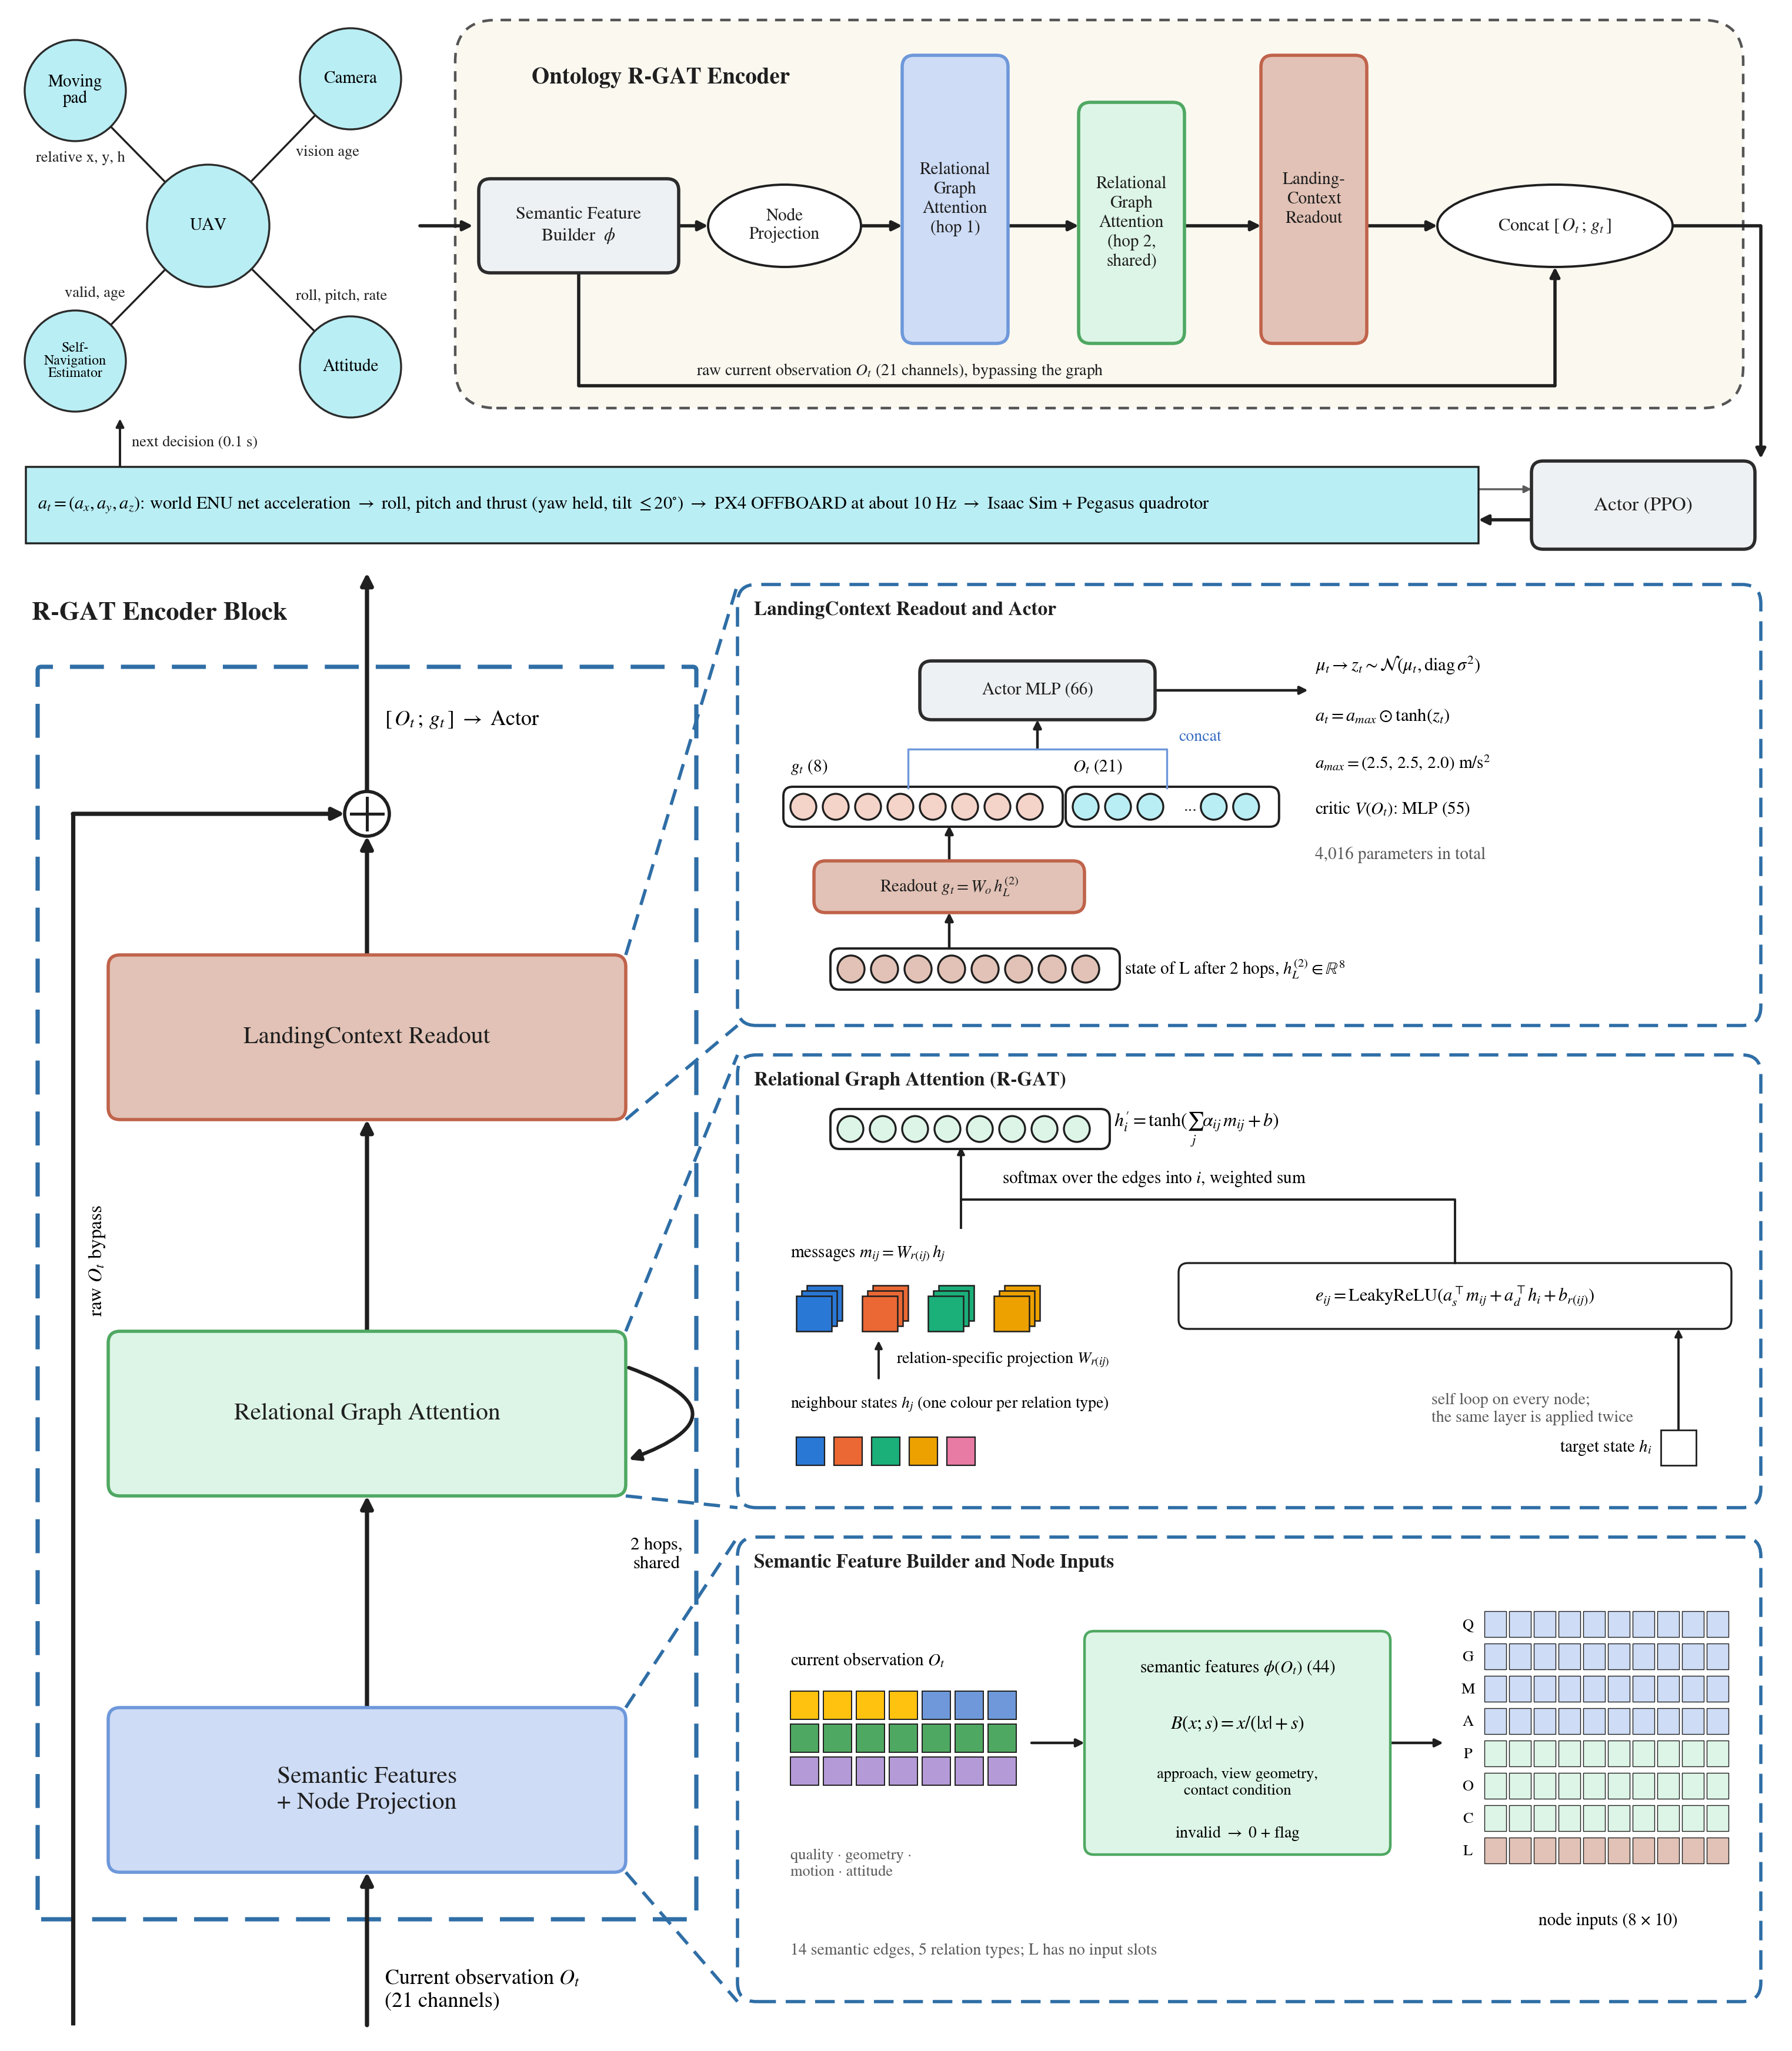 Moving
pad
Camera
relative x, y, h
vision age
UAV
valid, age
roll, pitch, rate
Self-
Navigation
Estimator
Attitude
Ontology R-GAT Encoder
Semantic Feature
Builder ϕ
Node
Projection
Relational
Graph
Attention
(hop 1)
Relational
Graph
Attention
(hop 2,
shared)
Landing-
Context
Readout
Concat [ O_t ; g_t ]
raw current observation O_t (21 channels), bypassing the graph
next decision (0.1 s)
a_t = (a_x, a_y, a_z): world ENU net acceleration → roll, pitch and thrust (yaw held, tilt ≤20°) → PX4 OFFBOARD at about 10 Hz → Isaac Sim + Pegasus quadrotor
Actor (PPO)
R-GAT Encoder Block
[ O_t ; g_t ] → Actor
LandingContext Readout
raw O_t bypass
Relational Graph Attention
2 hops,
shared
Semantic Features
+ Node Projection
Current observation O_t
(21 channels)
LandingContext Readout and Actor
Actor MLP (66)
μ_t → z_t ~ 𝒩(μ_t, diag σ²)
a_t = a_max ⊙ tanh(z_t)
concat
g_t (8)
O_t (21)
a_max = (2.5, 2.5, 2.0) m/s²
...
critic V(O_t): MLP (55)
4,016 parameters in total
Readout g_t = W_o h_L^(2)
state of L after 2 hops, h_L^(2) ∈ ℝ⁸
Relational Graph Attention (R-GAT)
h_i′ = tanh(∑_j α_ij m_ij + b)
softmax over the edges into i, weighted sum
messages m_ij = W_r(ij) h_j
e_ij = LeakyReLU(a_s^⊤ m_ij + a_d^⊤ h_i + b_r(ij))
relation-specific projection W_r(ij)
neighbour states h_j (one colour per relation type)
self loop on every node;
the same layer is applied twice
target state h_i
Semantic Feature Builder and Node Inputs
current observation O_t
semantic features ϕ(O_t) (44)
B(x; s) = x/(|x| + s)
approach, view geometry,
contact condition
invalid → 0 + flag
quality · geometry ·
motion · attitude
Q
G
M
A
P
O
C
L
node inputs (8 × 10)
14 semantic edges, 5 relation types; L has no input slots